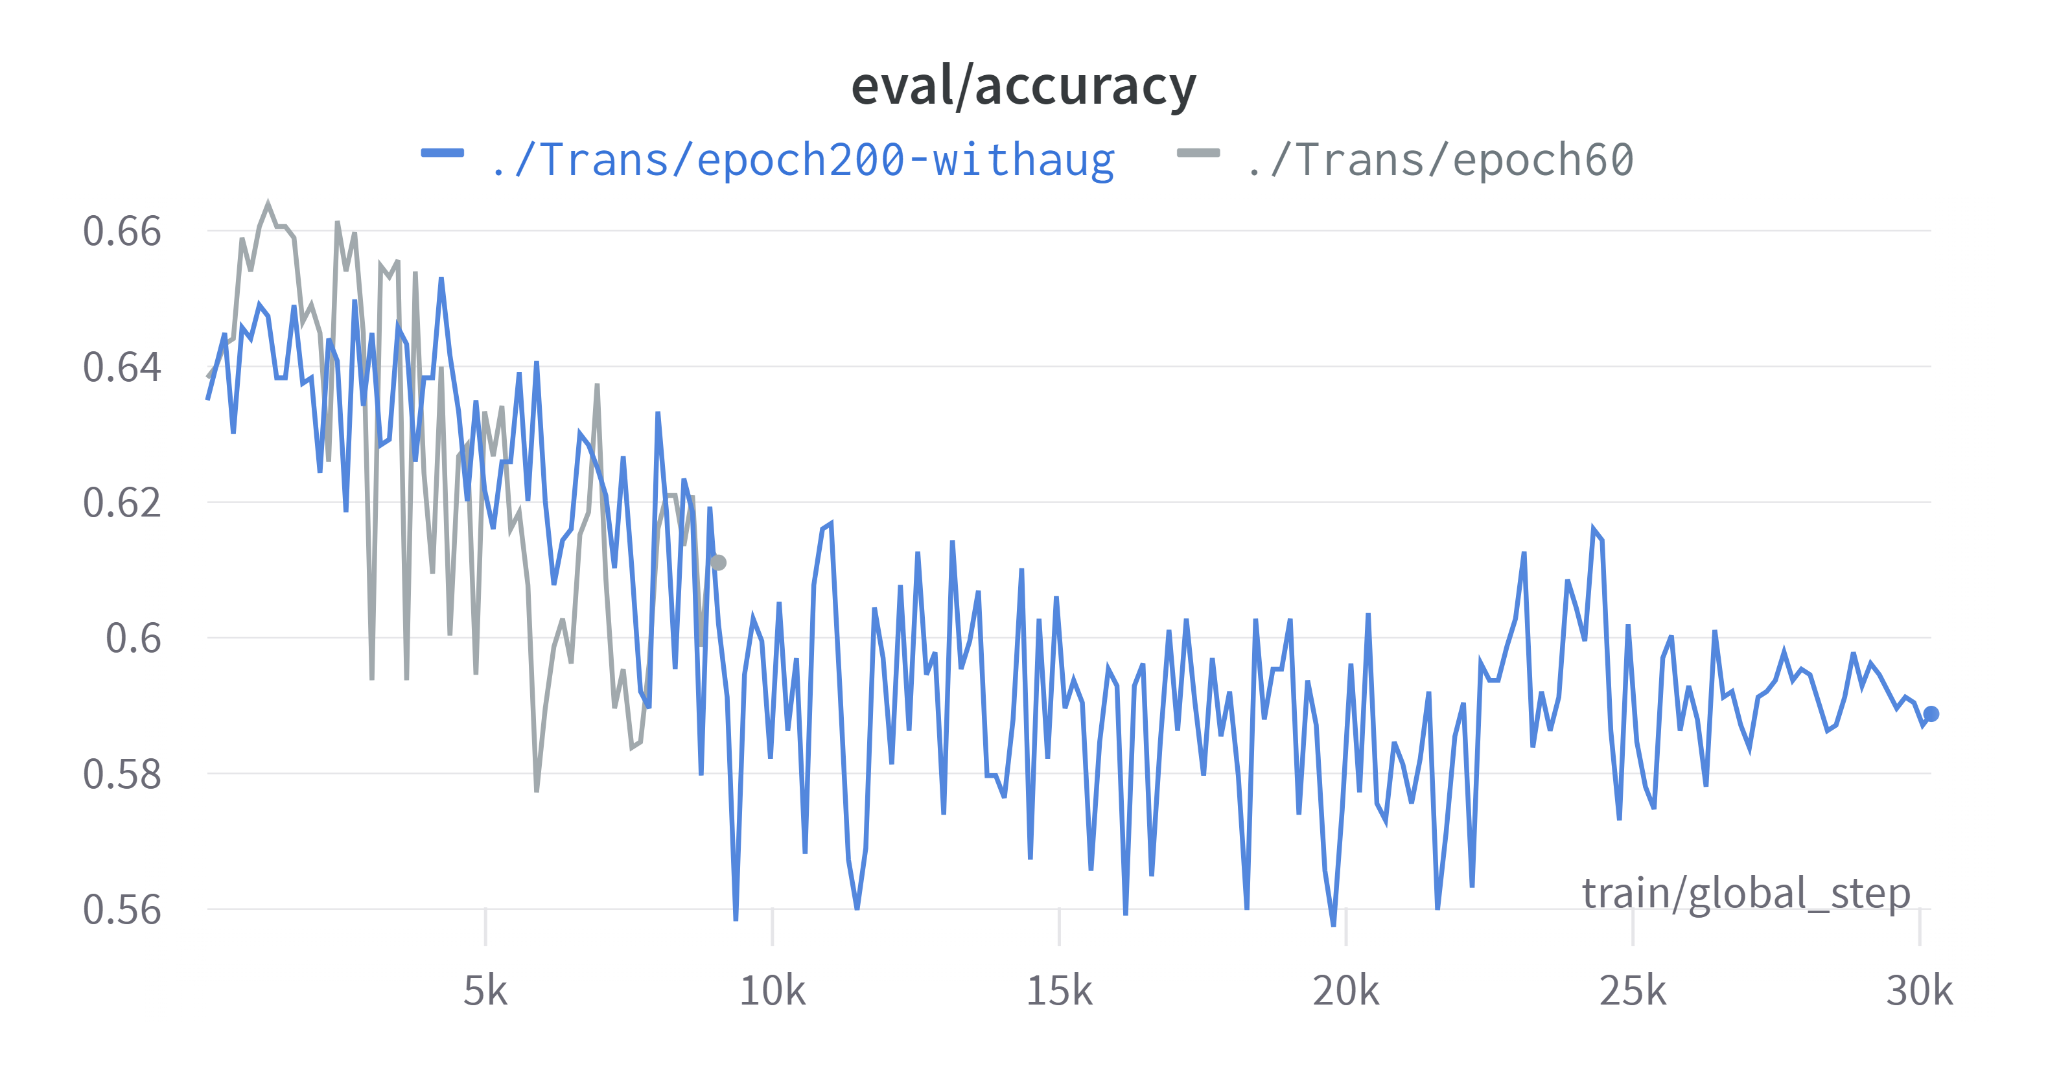 eval/accuracy
./Trans/epoch200-withaug ./Trans/epoch60
0.66
0.64
0.62
0.6
0.58
0.56
train/global_step
5k 10k 15k 20k 25k 30k